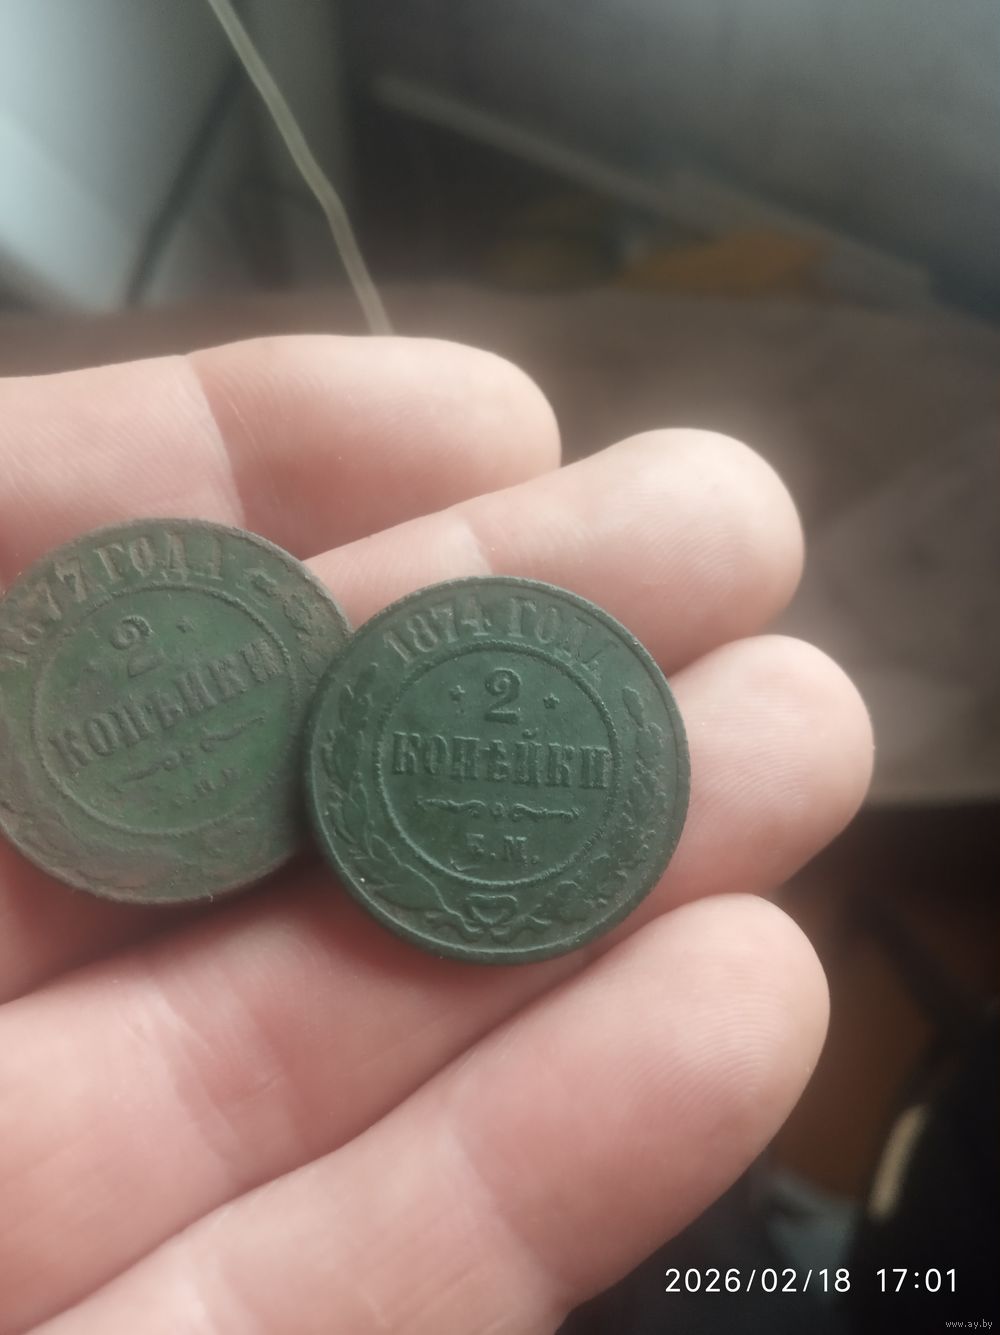 1877 ГОДА
2
КОПѢЙКИ
1874 ГОДА
2
КОПѢЙКИ
Е.М.
2026/02/18 17:01
www.ay.by